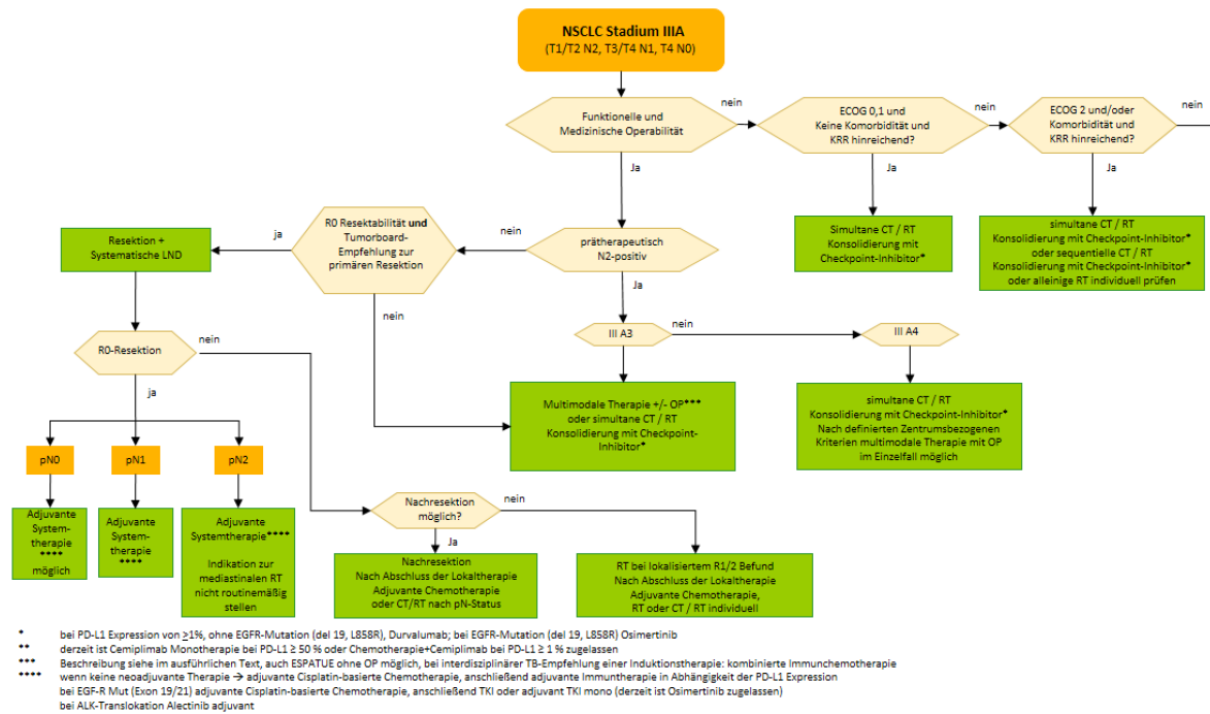 NSCLC Stadium IIIA
(T1/T2 N2, T3/T4 N1, T4 N0)
Funktionelle und
Medizinische Operabilität
nein
ECOG 0,1 und
Keine Komorbidität und
KRR hinreichend?
nein
ECOG 2 und/oder
Komorbidität und
KRR hinreichend?
nein
Ja
Ja
Ja
Resektion +
Systematische LND
ja
R0 Resektabilität und
Tumorboard-
Empfehlung zur
primären Resektion
nein
prätherapeutisch
N2-positiv
Simultane CT / RT
Konsolidierung mit
Checkpoint-Inhibitor*
simultane CT / RT
Konsolidierung mit Checkpoint-Inhibitor*
oder sequentielle CT / RT
Konsolidierung mit Checkpoint-Inhibitor*
oder alleinige RT individuell prüfen
nein
Ja
R0-Resektion
nein
III A3
nein
III A4
ja
Multimodale Therapie +/- OP***
oder simultane CT / RT
Konsolidierung mit Checkpoint-
Inhibitor*
simultane CT / RT
Konsolidierung mit Checkpoint-Inhibitor*
Nach definierten Zentrumsbezogenen
Kriterien multimodale Therapie mit OP
im Einzelfall möglich
pN0
pN1
pN2
Adjuvante
System-
therapie
****
möglich
Adjuvante
System-
therapie
****
Adjuvante
Systemtherapie****
Indikation zur
mediastinalen RT
nicht routinemäßig
stellen
Nachresektion
möglich?
nein
Ja
Nachresektion
Nach Abschluss der Lokaltherapie
Adjuvante Chemotherapie
oder CT/RT nach pN-Status
RT bei lokalisiertem R1/2 Befund
Nach Abschluss der Lokaltherapie
Adjuvante Chemotherapie,
RT oder CT / RT individuell
* bei PD-L1 Expression von ≥1%, ohne EGFR-Mutation (del 19, L858R), Durvalumab; bei EGFR-Mutation (del 19, L858R) Osimertinib
** derzeit ist Cemiplimab Monotherapie bei PD-L1 ≥ 50 % oder Chemotherapie+Cemiplimab bei PD-L1 ≥ 1 % zugelassen
*** Beschreibung siehe im ausführlichen Text, auch ESPATUE ohne OP möglich, bei interdisziplinärer TB-Empfehlung einer Induktionstherapie: kombinierte Immunchemotherapie
**** wenn keine neoadjuvante Therapie → adjuvante Cisplatin-basierte Chemotherapie, anschließend adjuvante Immuntherapie in Abhängigkeit der PD-L1 Expression
bei EGF-R Mut (Exon 19/21) adjuvante Cisplatin-basierte Chemotherapie, anschließend TKI oder adjuvant TKI mono (derzeit ist Osimertinib zugelassen)
bei ALK-Translokation Alectinib adjuvant